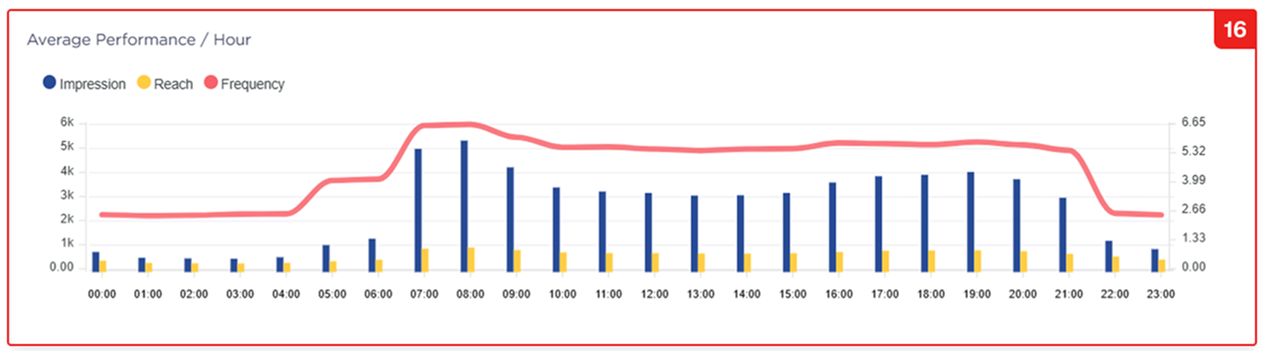 16
Average Performance / Hour
Impression Reach Frequency
6k 6.65
5k 5.32
4k 3.99
3k 2.66
2k 1.33
1k 0.00
0.00
00:00 01:00 02:00 03:00 04:00 05:00 06:00 07:00 08:00 09:00 10:00 11:00 12:00 13:00 14:00 15:00 16:00 17:00 18:00 19:00 20:00 21:00 22:00 23:00